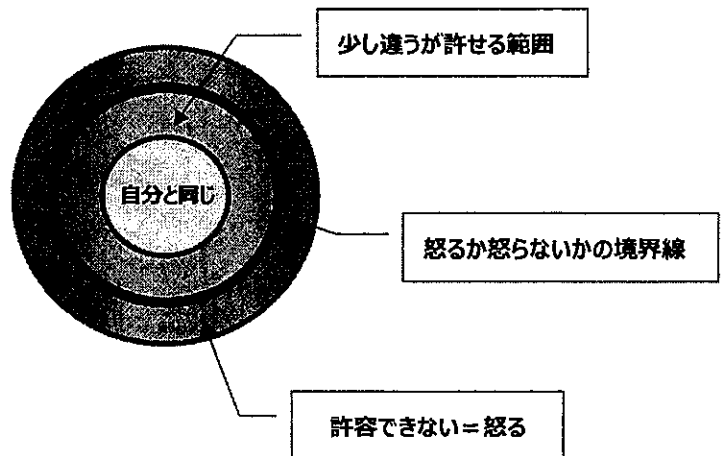 少し違うが許せる範囲
自分と同じ
怒るか怒らないかの境界線
許容できない＝怒る